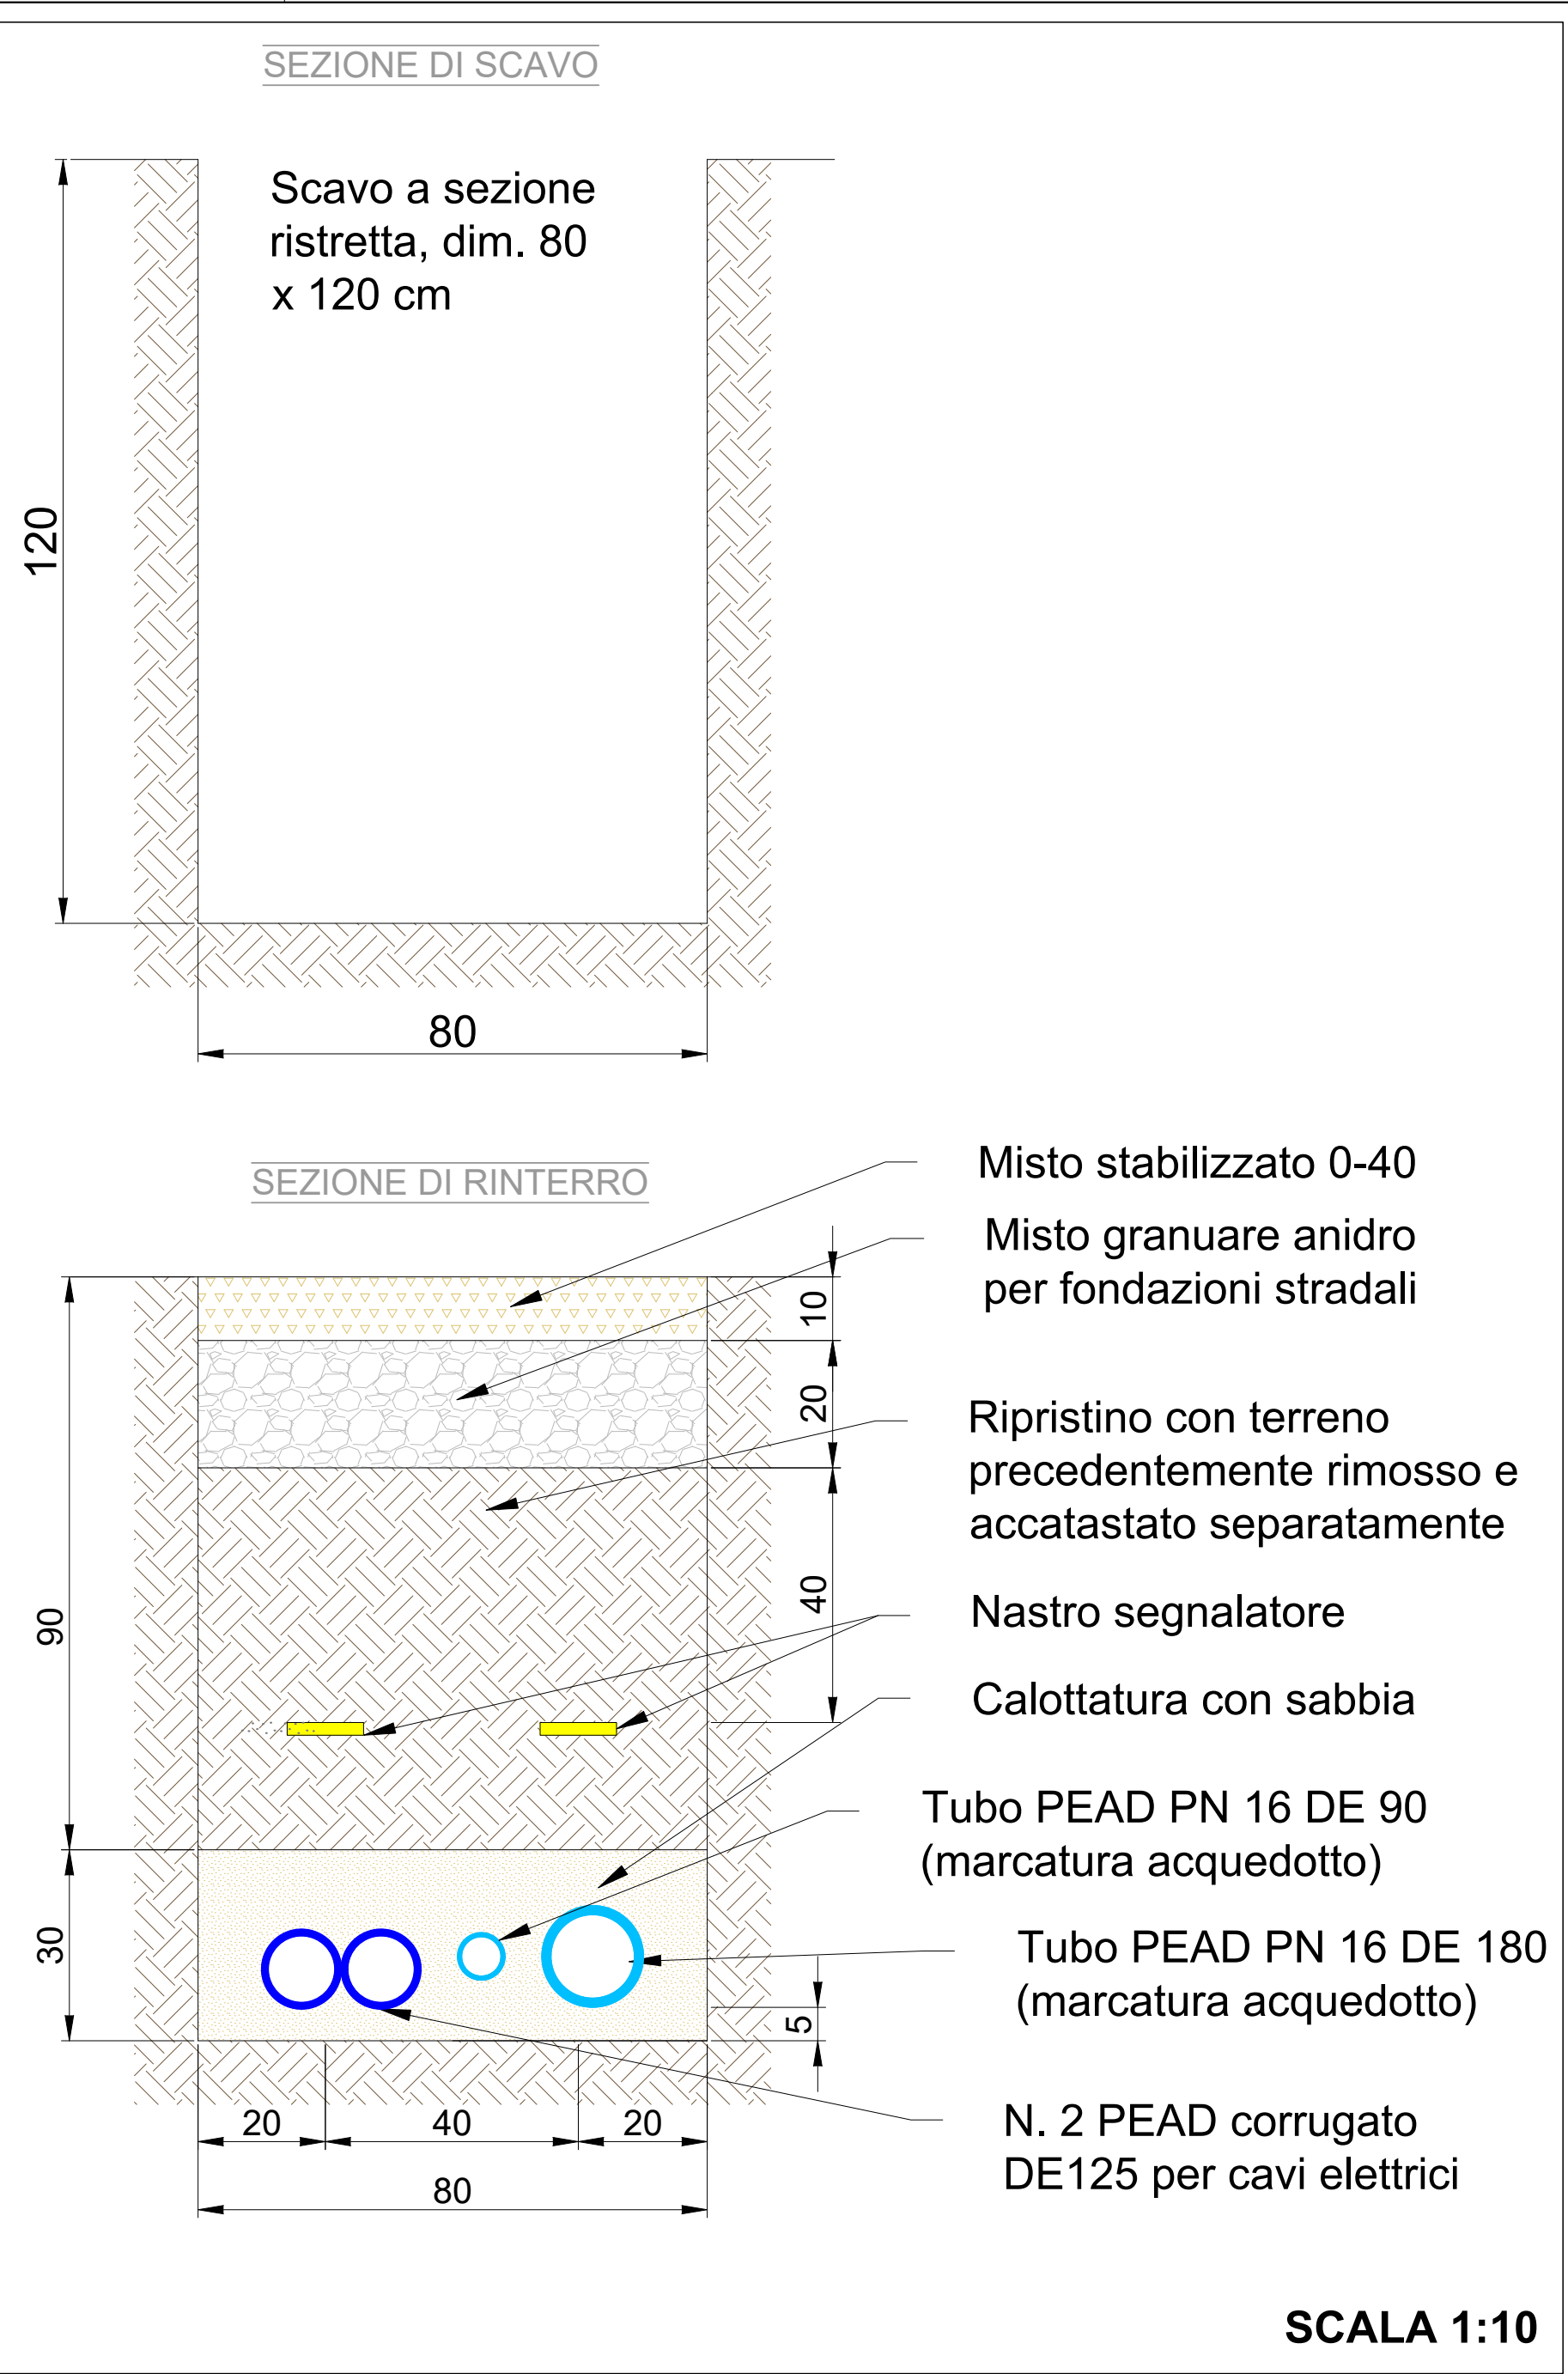 SEZIONE DI SCAVO
Scavo a sezione
ristretta, dim. 80
x 120 cm
120
80
SEZIONE DI RINTERRO
Misto stabilizzato 0-40
Misto granuare anidro
per fondazioni stradali
10
20
Ripristino con terreno
precedentemente rimosso e
accatastato separatamente
40
90
Nastro segnalatore
Calottatura con sabbia
Tubo PEAD PN 16 DE 90
(marcatura acquedotto)
30
Tubo PEAD PN 16 DE 180
(marcatura acquedotto)
5
20 40 20
80
N. 2 PEAD corrugato
DE125 per cavi elettrici
SCALA 1:10